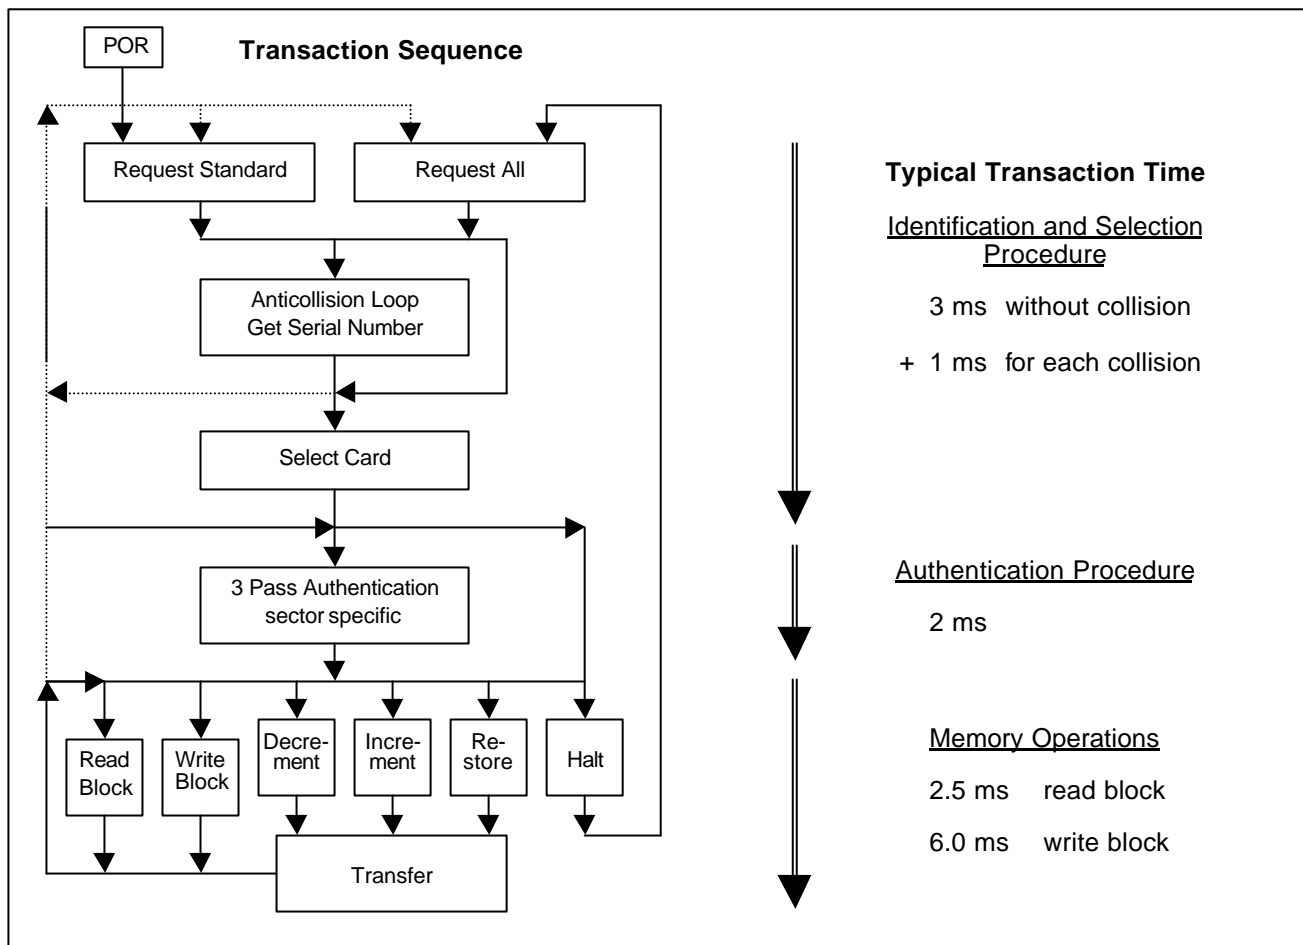 POR
Transaction Sequence
Request Standard
Request All
Anticollision Loop
Get Serial Number
Select Card
3 Pass Authentication
sector specific
Read
Block
Write
Block
Decre-
ment
Incre-
ment
Re-
store
Halt
Transfer
Typical Transaction Time
Identification and Selection
Procedure
3 ms without collision
+ 1 ms for each collision
Authentication Procedure
2 ms
Memory Operations
2.5 ms read block
6.0 ms write block